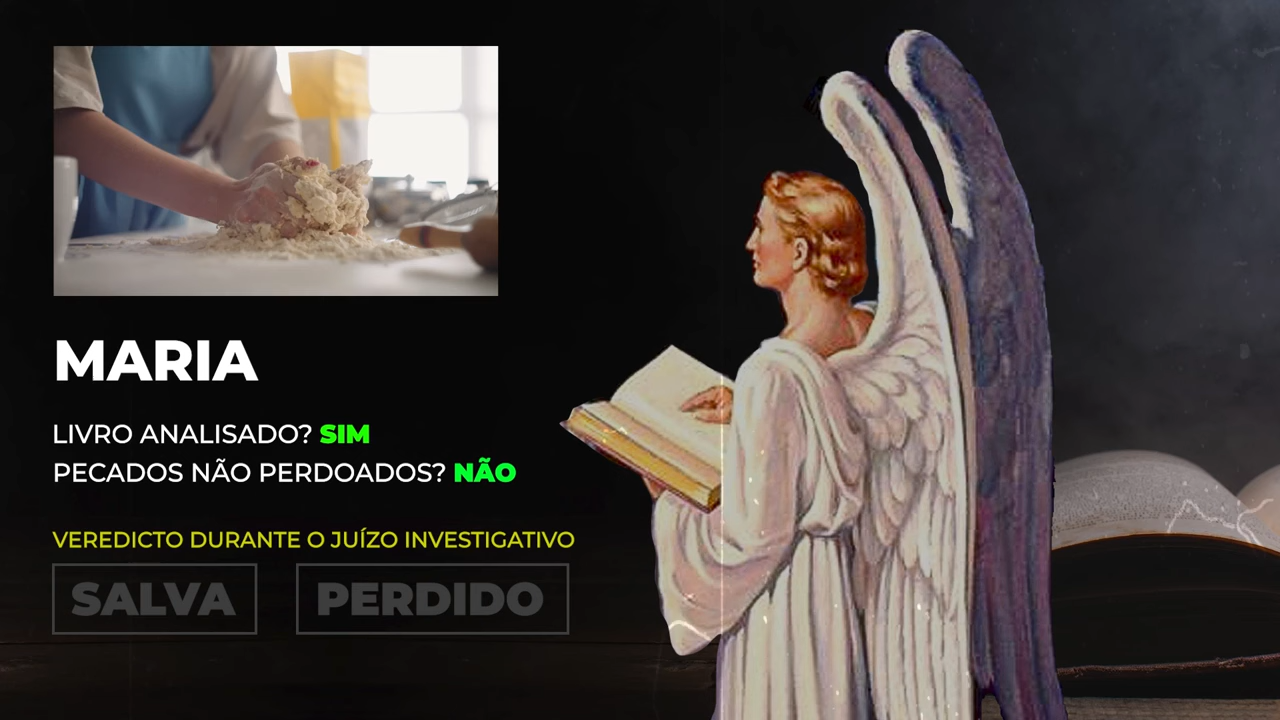 MARIA
LIVRO ANALISADO? SIM
PECADOS NÃO PERDOADOS? NÃO
VEREDICTO DURANTE O JUÍZO INVESTIGATIVO
SALVA PERDIDO